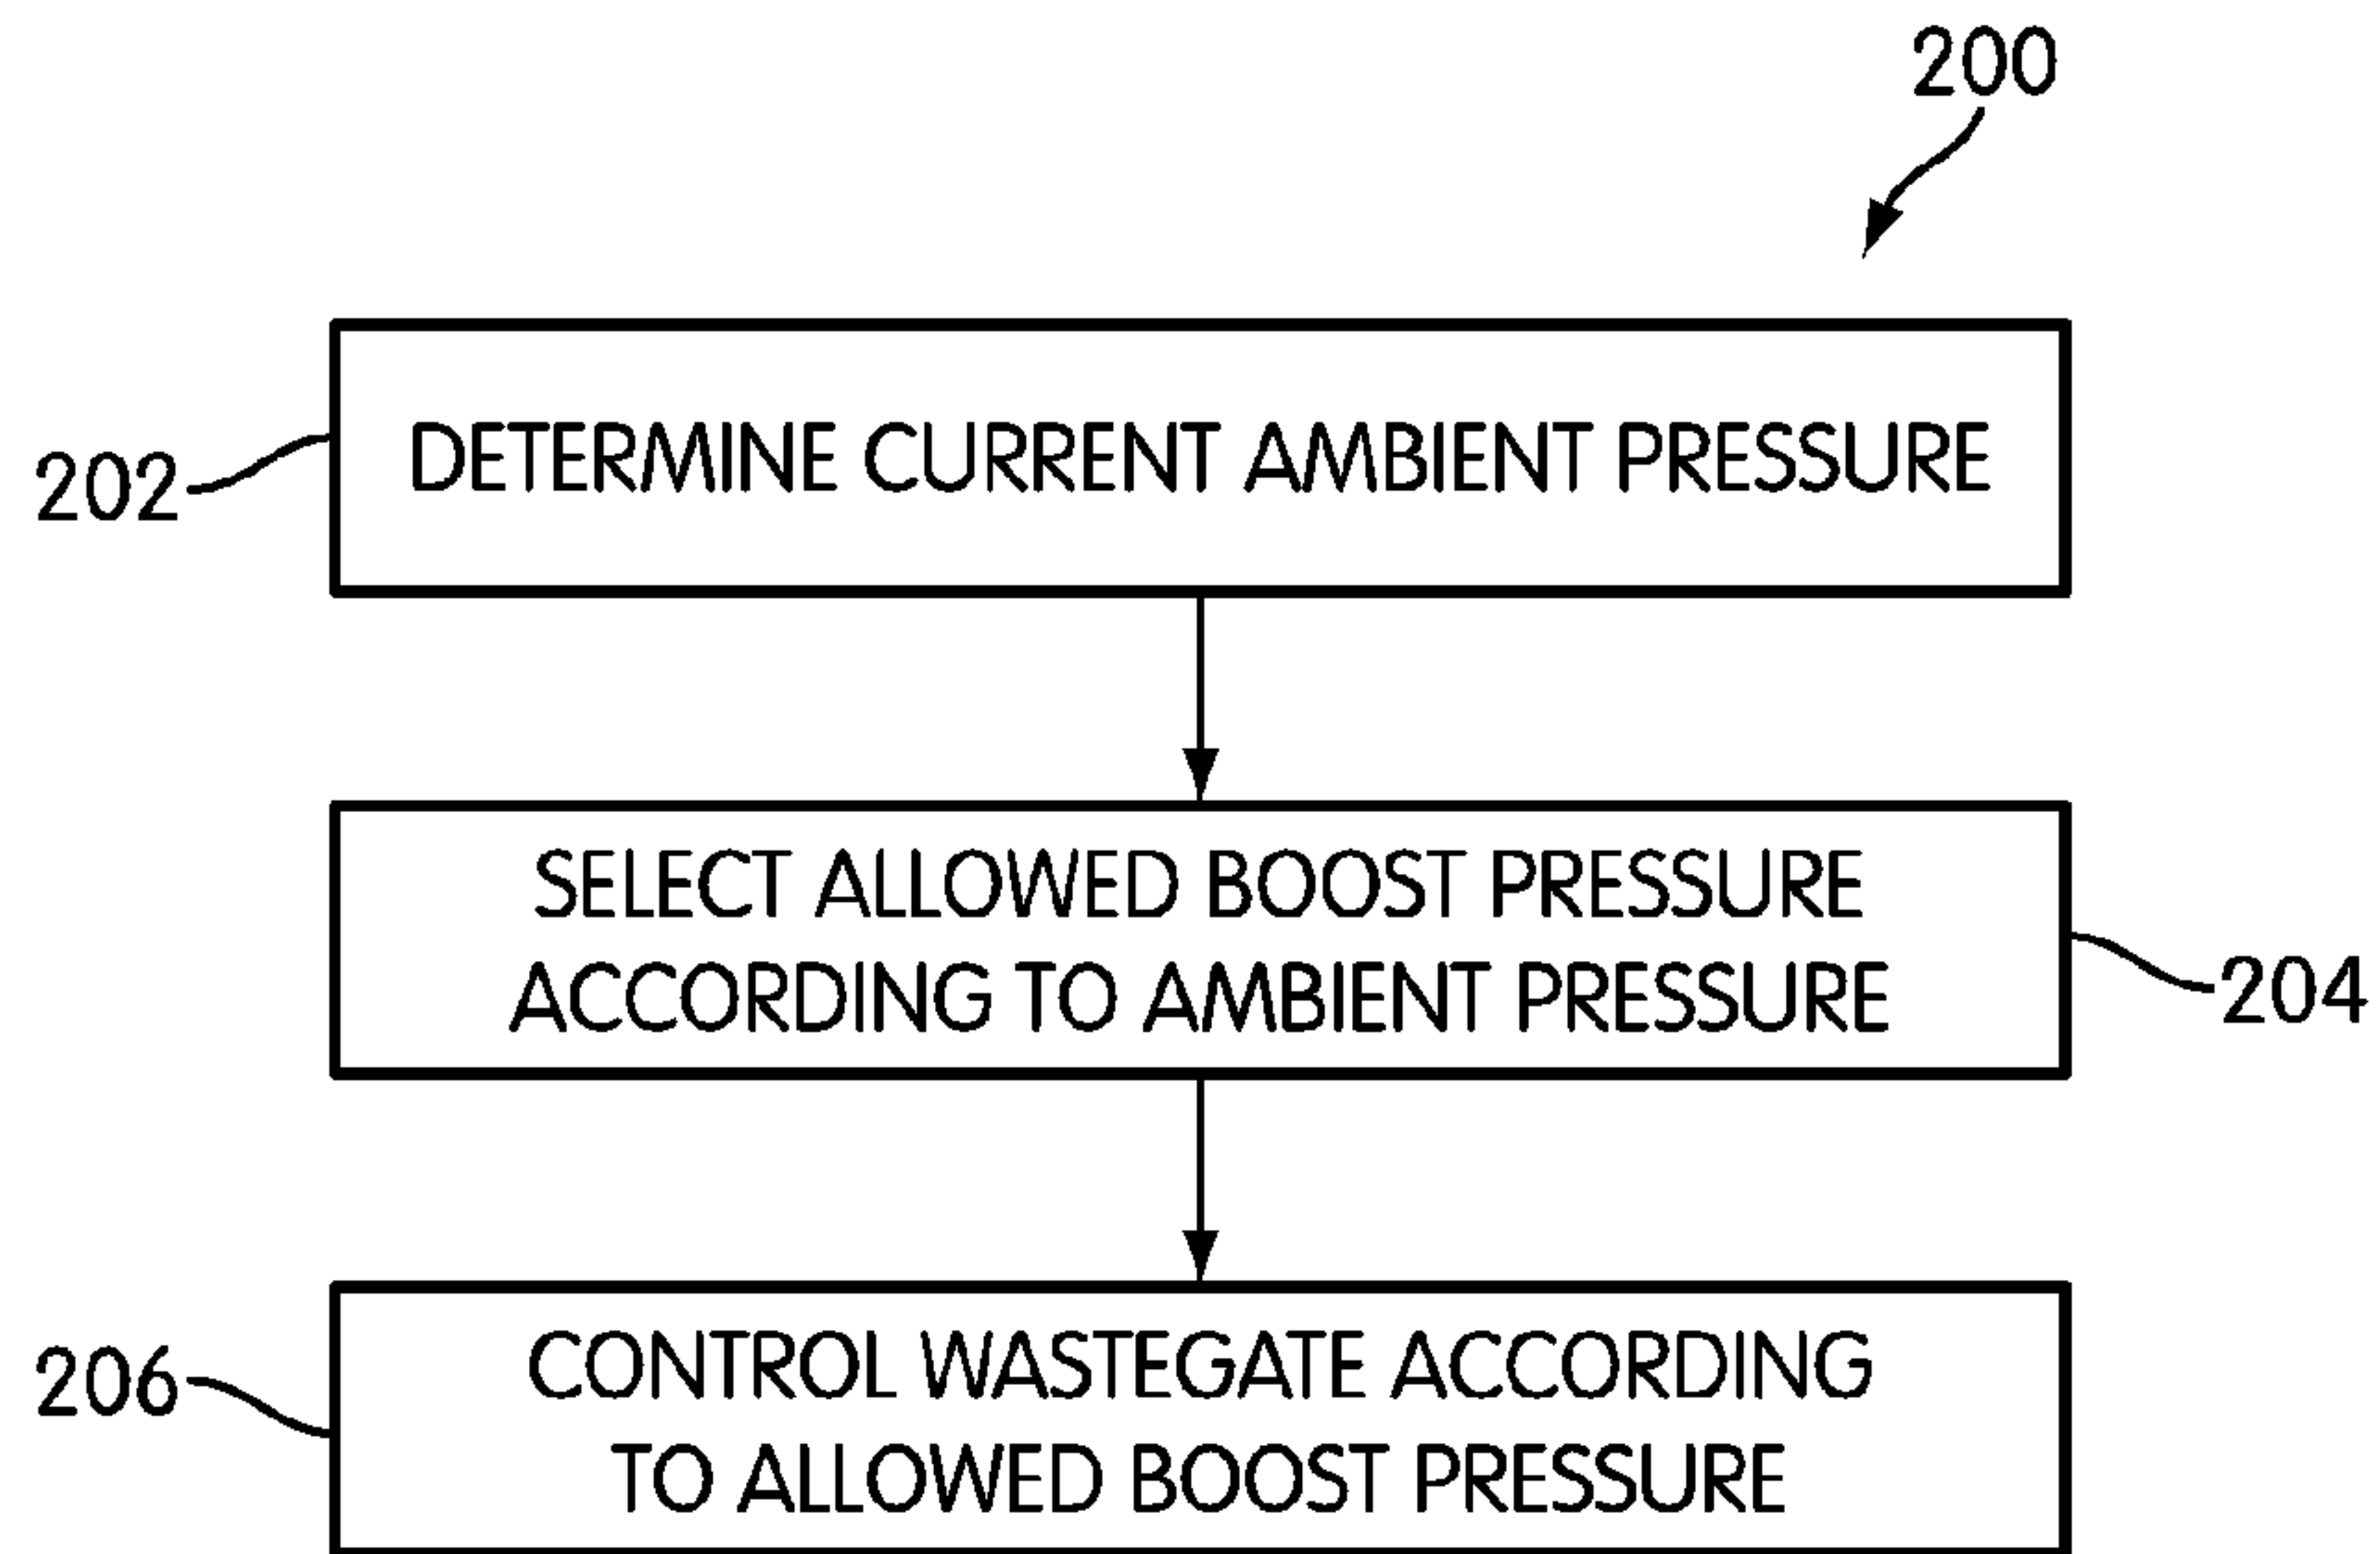 200
DETERMINE CURRENT AMBIENT PRESSURE
202
SELECT ALLOWED BOOST PRESSURE
ACCORDING TO AMBIENT PRESSURE
204
CONTROL WASTEGATE ACCORDING
TO ALLOWED BOOST PRESSURE
206